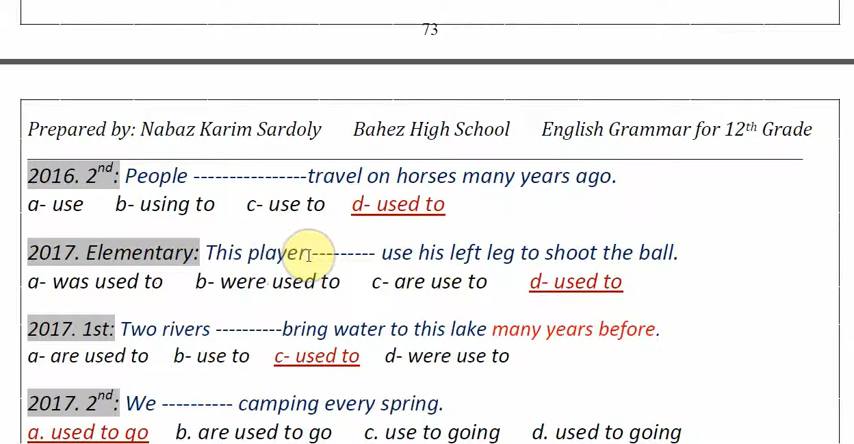 73
Prepared by: Nabaz Karim Sardoly Bahez High School English Grammar for 12th Grade
2016. 2nd: People ----------------travel on horses many years ago.
a- use b- using to c- use to d- used to
2017. Elementary: This player--------- use his left leg to shoot the ball.
a- was used to b- were used to c- are use to d- used to
2017. 1st: Two rivers ----------bring water to this lake many years before.
a- are used to b- use to c- used to d- were use to
2017. 2nd: We ---------- camping every spring.
a. used to go b. are used to go c. use to going d. used to going